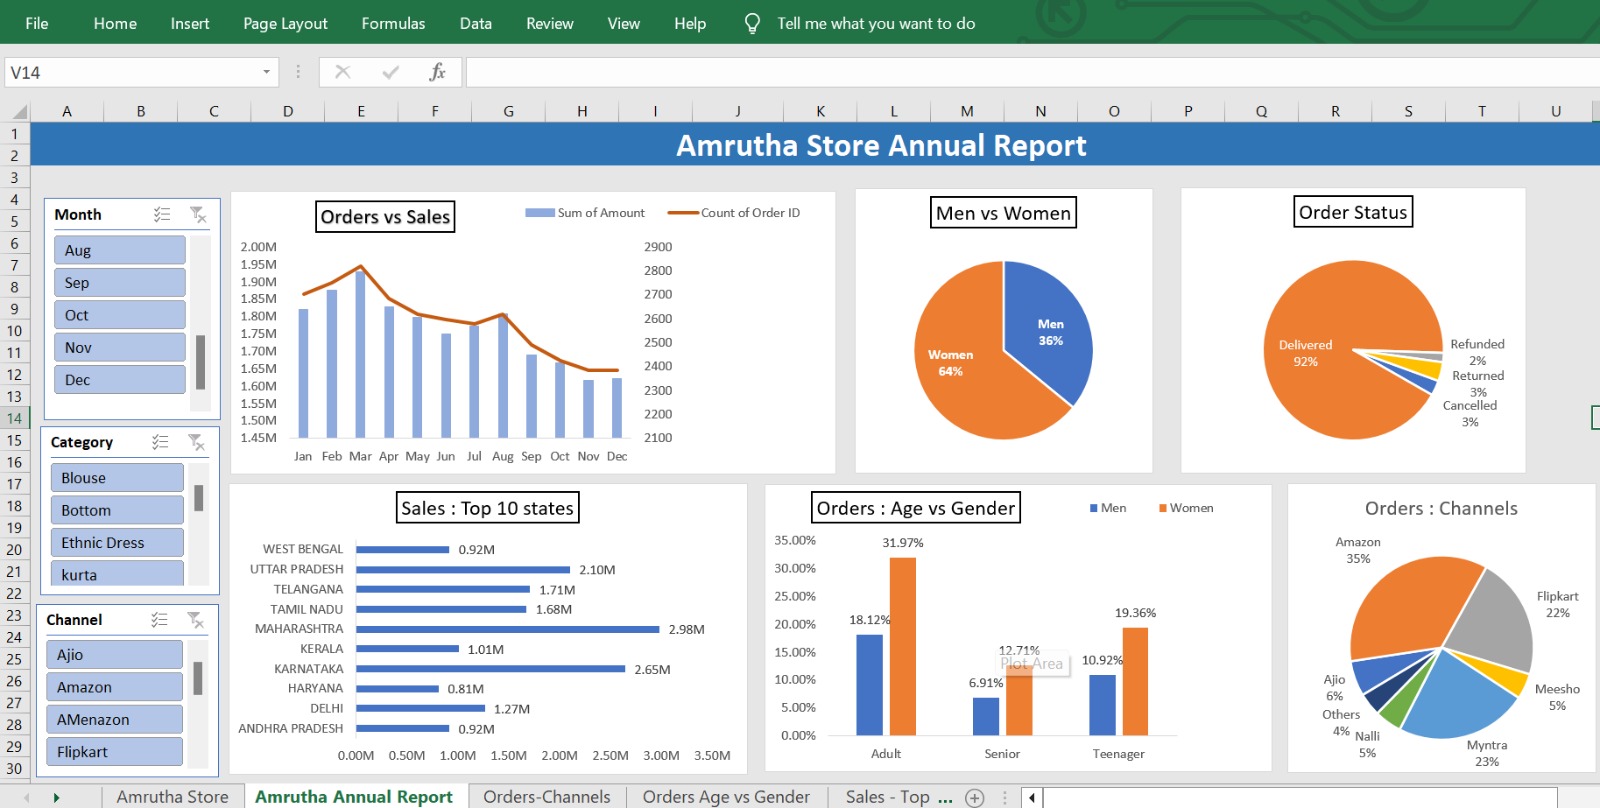 File Home Insert Page Layout Formulas Data Review View Help Tell me what you want to do
V14 fx
A B C D E F G H I J K L M N O P Q R S T U
1
2
3
4
5
6
7
8
9
10
11
12
13
14
15
16
17
18
19
20
21
22
23
24
25
26
27
28
29
30
Amrutha Store Annual Report
Month
Aug
Sep
Oct
Nov
Dec
Category
Blouse
Bottom
Ethnic Dress
kurta
Channel
Ajio
Amazon
AMenazon
Flipkart
Orders vs Sales
Sum of Amount Count of Order ID
2.00M
1.95M
1.90M
1.85M
1.80M
1.75M
1.70M
1.65M
1.60M
1.55M
1.50M
1.45M
2900
2800
2700
2600
2500
2400
2300
2200
2100
Jan Feb Mar Apr May Jun Jul Aug Sep Oct Nov Dec
Men vs Women
Men
36%
Women
64%
Order Status
Delivered
92%
Refunded
2%
Returned
3%
Cancelled
3%
Sales : Top 10 states
WEST BENGAL 0.92M
UTTAR PRADESH 2.10M
TELANGANA 1.71M
TAMIL NADU 1.68M
MAHARASHTRA 2.98M
KERALA 1.01M
KARNATAKA 2.65M
HARYANA 0.81M
DELHI 1.27M
ANDHRA PRADESH 0.92M
0.00M 0.50M 1.00M 1.50M 2.00M 2.50M 3.00M 3.50M
Orders : Age vs Gender
Men Women
35.00%
30.00%
25.00%
20.00%
15.00%
10.00%
5.00%
0.00%
18.12% 31.97%
6.91% 12.71%
10.92% 19.36%
Plot Area
Adult Senior Teenager
Orders : Channels
Amazon
35%
Flipkart
22%
Meesho
5%
Myntra
23%
Nalli
5%
Others
4%
Ajio
6%
Amrutha Store Amrutha Annual Report Orders-Channels Orders Age vs Gender Sales - Top ...